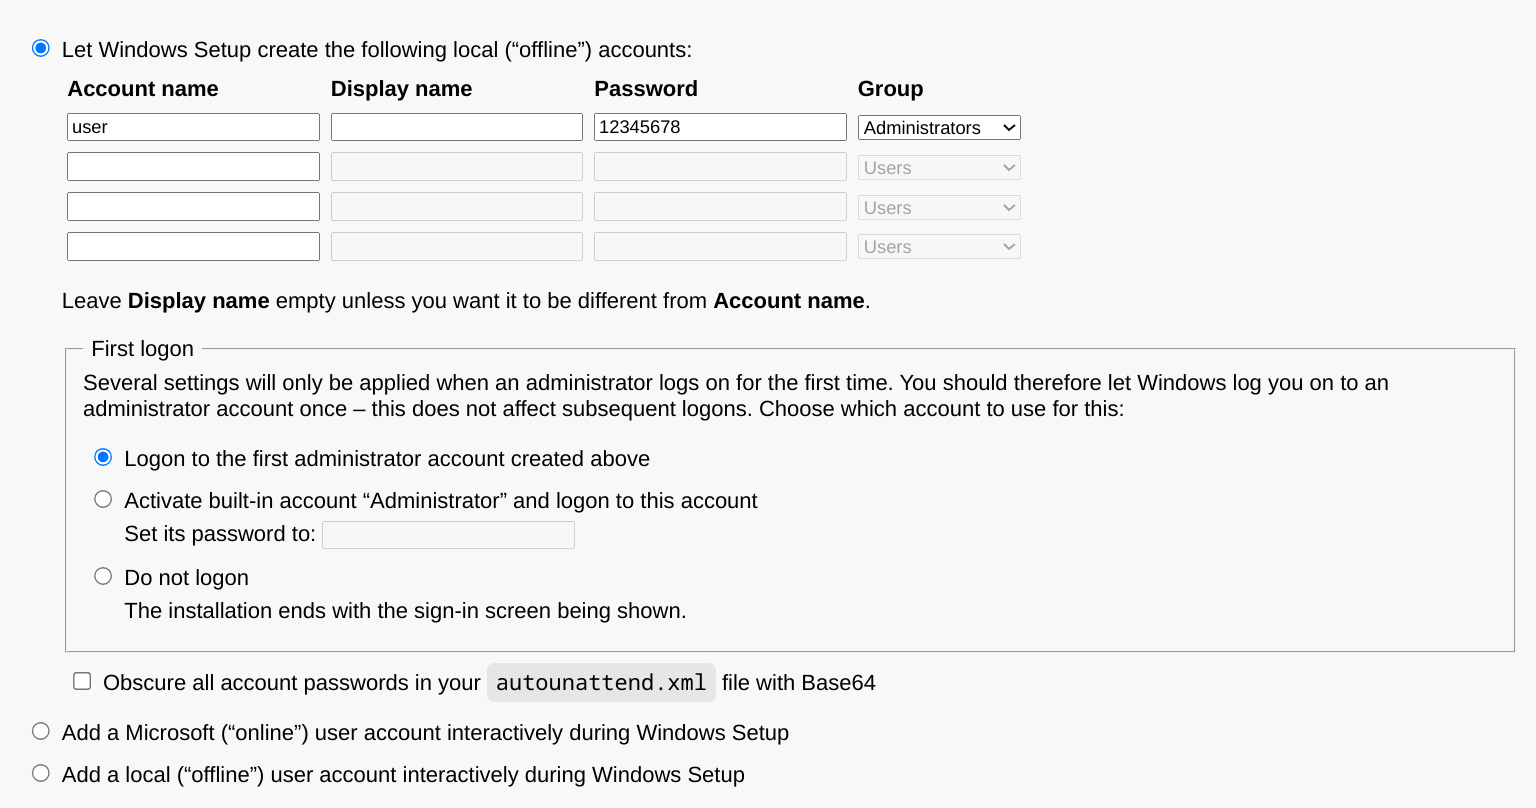 Let Windows Setup create the following local (“offline”) accounts:
Account name Display name Password Group
user 12345678 Administrators
Users
Users
Users
Leave Display name empty unless you want it to be different from Account name.
First logon
Several settings will only be applied when an administrator logs on for the first time. You should therefore let Windows log you on to an
administrator account once – this does not affect subsequent logons. Choose which account to use for this:
Logon to the first administrator account created above
Activate built-in account “Administrator” and logon to this account
Set its password to:
Do not logon
The installation ends with the sign-in screen being shown.
Obscure all account passwords in your autounattend.xml file with Base64
Add a Microsoft (“online”) user account interactively during Windows Setup
Add a local (“offline”) user account interactively during Windows Setup